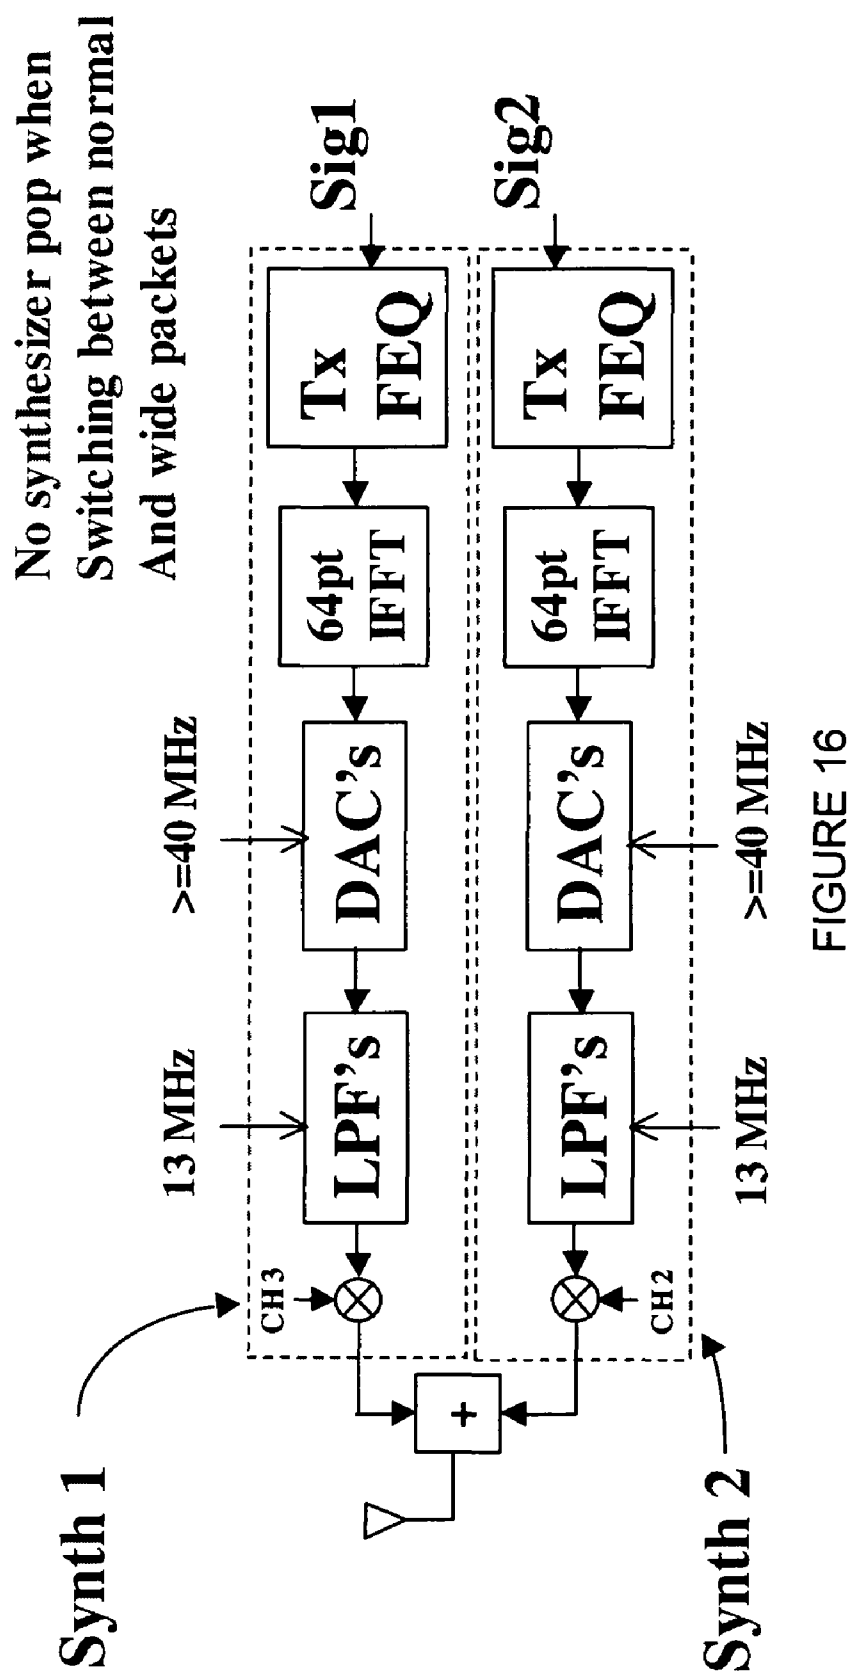 No synthesizer pop when
Switching between normal
And wide packets
Synth 1
13 MHz
>=40 MHz
CH3
LPF's
DAC's
64pt
IFFT
Tx
FEQ
Sig1
+
CH2
LPF's
DAC's
64pt
IFFT
Tx
FEQ
Sig2
Synth 2
13 MHz
>=40 MHz
FIGURE 16